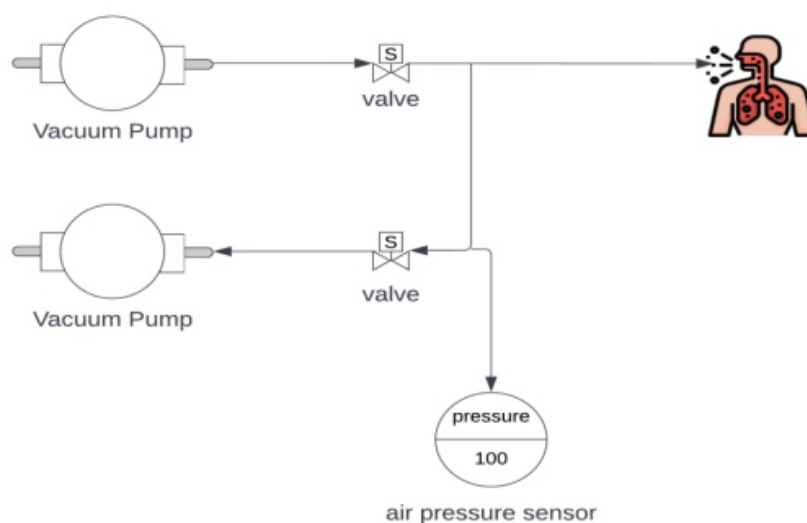 S
valve
Vacuum Pump
S
valve
Vacuum Pump
pressure
100
air pressure sensor